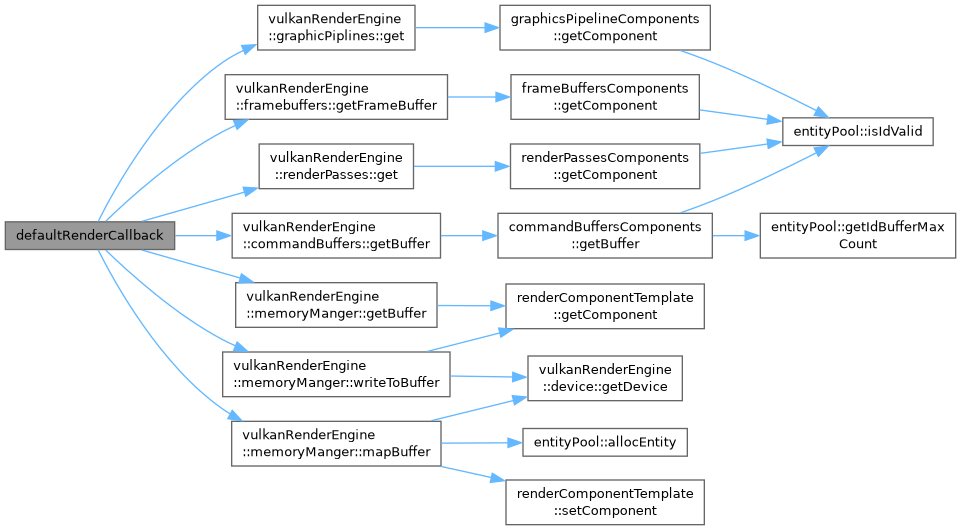 vulkanRenderEngine
::graphicPiplines::get
graphicsPipelineComponents
::getComponent
vulkanRenderEngine
::framebuffers::getFrameBuffer
frameBuffersComponents
::getComponent
entityPool::isIdValid
vulkanRenderEngine
::renderPasses::get
renderPassesComponents
::getComponent
defaultRenderCallback
vulkanRenderEngine
::commandBuffers::getBuffer
commandBuffersComponents
::getBuffer
entityPool::getIdBufferMax
Count
vulkanRenderEngine
::memoryManger::getBuffer
renderComponentTemplate
::getComponent
vulkanRenderEngine
::memoryManger::writeToBuffer
vulkanRenderEngine
::device::getDevice
vulkanRenderEngine
::memoryManger::mapBuffer
entityPool::allocEntity
renderComponentTemplate
::setComponent